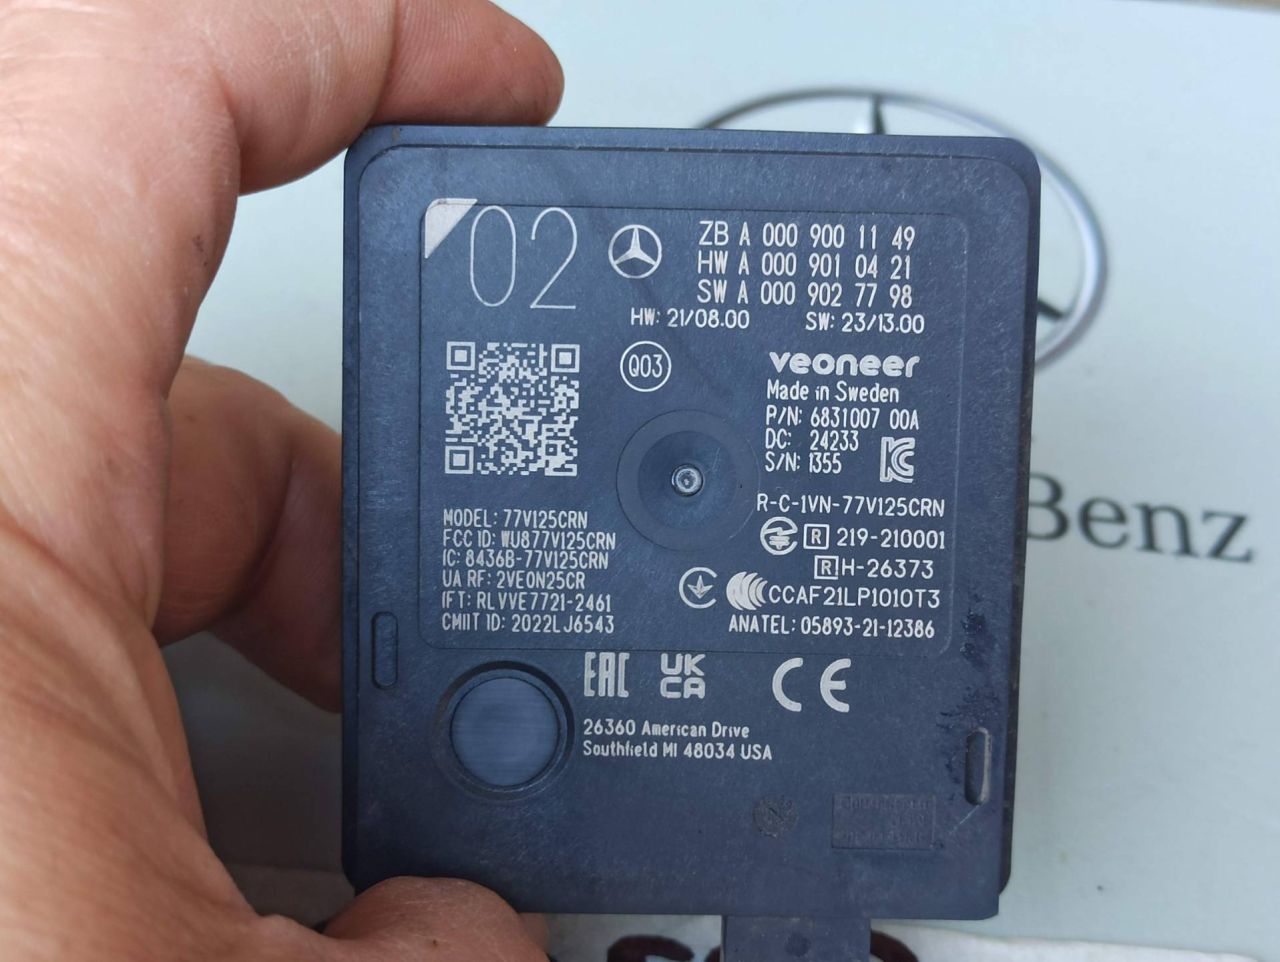 02
ZB A 000 900 11 49
HW A 000 901 04 21
SW A 000 902 77 98
HW: 21/08.00 SW: 23/13.00
Q03
veoneer
Made in Sweden
P/N: 6831007 00A
DC: 24233
S/N: 1355
R-C-1VN-77V125CRN
R 219-210001
R H-26373
CCAF21LP1010T3
ANATEL: 05893-21-12386
MODEL: 77V125CRN
FCC ID: WU877V125CRN
IC: 8436B-77V125CRN
UA RF: 2VEON25CR
IFT: RLVVE7721-2461
CMIIT ID: 2022LJ6543
EAC UK CA CE
26360 American Drive
Southfield MI 48034 USA
Benz